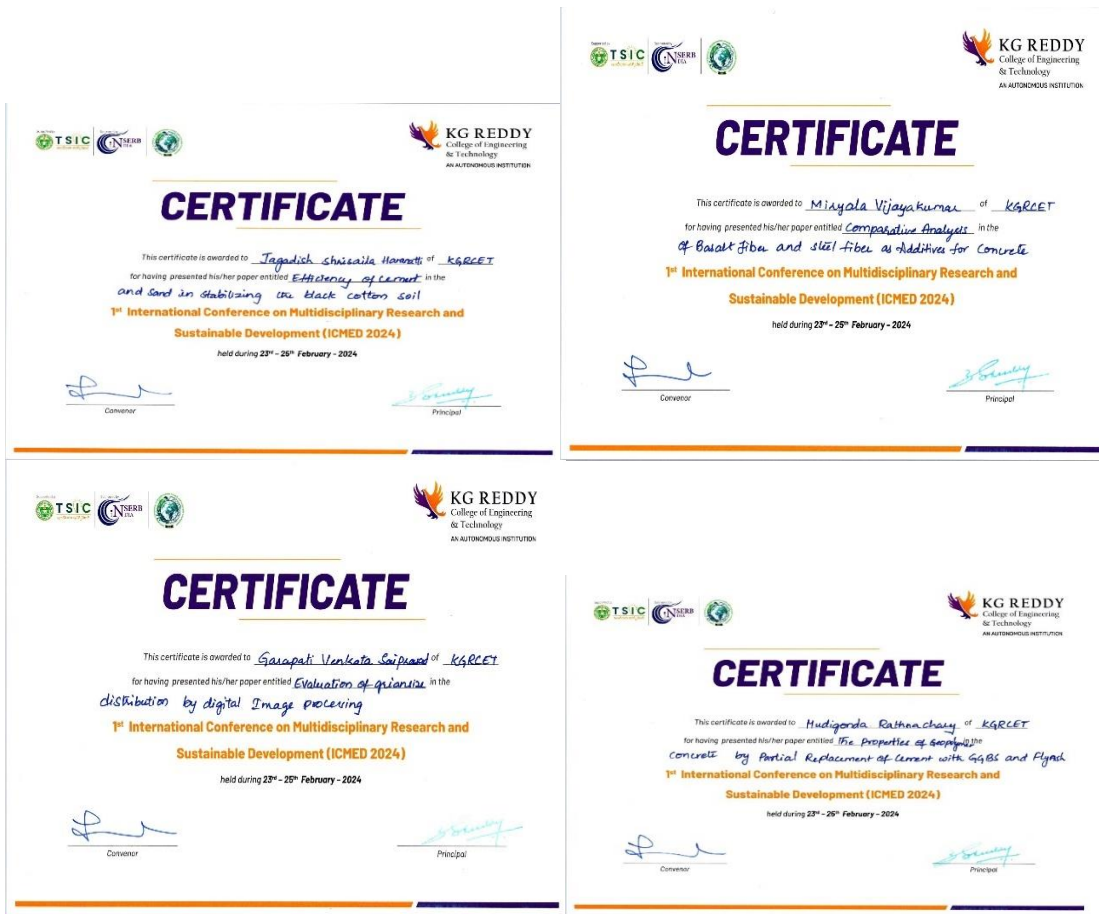 TSIC
NSERB
INDIA
KG REDDY
College of Engineering
& Technology
AN AUTONOMOUS INSTITUTION
CERTIFICATE
This certificate is awarded to Jagadish Shrisaila Haranatti of KGRCET
for having presented his/her paper entitled Efficiency of cement in the
and Sand in Stabilizing the black cotton soil
1st International Conference on Multidisciplinary Research and
Sustainable Development (ICMED 2024)
held during 23rd - 25th February - 2024
Convenor
Principal
TSIC
NSERB
INDIA
KG REDDY
College of Engineering
& Technology
AN AUTONOMOUS INSTITUTION
CERTIFICATE
This certificate is awarded to Miryala Vijayakumar of KGRCET
for having presented his/her paper entitled Comparative Analysis in the
of Basalt fiber and steel fiber as Additives for Concrete
1st International Conference on Multidisciplinary Research and
Sustainable Development (ICMED 2024)
held during 23rd - 25th February - 2024
Convenor
Principal
TSIC
NSERB
INDIA
KG REDDY
College of Engineering
& Technology
AN AUTONOMOUS INSTITUTION
CERTIFICATE
This certificate is awarded to Garapati Venkata Saiprasad of KGRCET
for having presented his/her paper entitled Evaluation of in the
distribution by digital Image processing
1st International Conference on Multidisciplinary Research and
Sustainable Development (ICMED 2024)
held during 23rd - 25th February - 2024
Convenor
Principal
TSIC
NSERB
INDIA
KG REDDY
College of Engineering
& Technology
AN AUTONOMOUS INSTITUTION
CERTIFICATE
This certificate is awarded to Mudigonda Rathnachary of KGRCET
for having presented his/her paper entitled The Properties of Geopolymer in the
concrete by Partial Replacement of Cement with GGBS and Flyash
1st International Conference on Multidisciplinary Research and
Sustainable Development (ICMED 2024)
held during 23rd - 25th February - 2024
Convenor
Principal